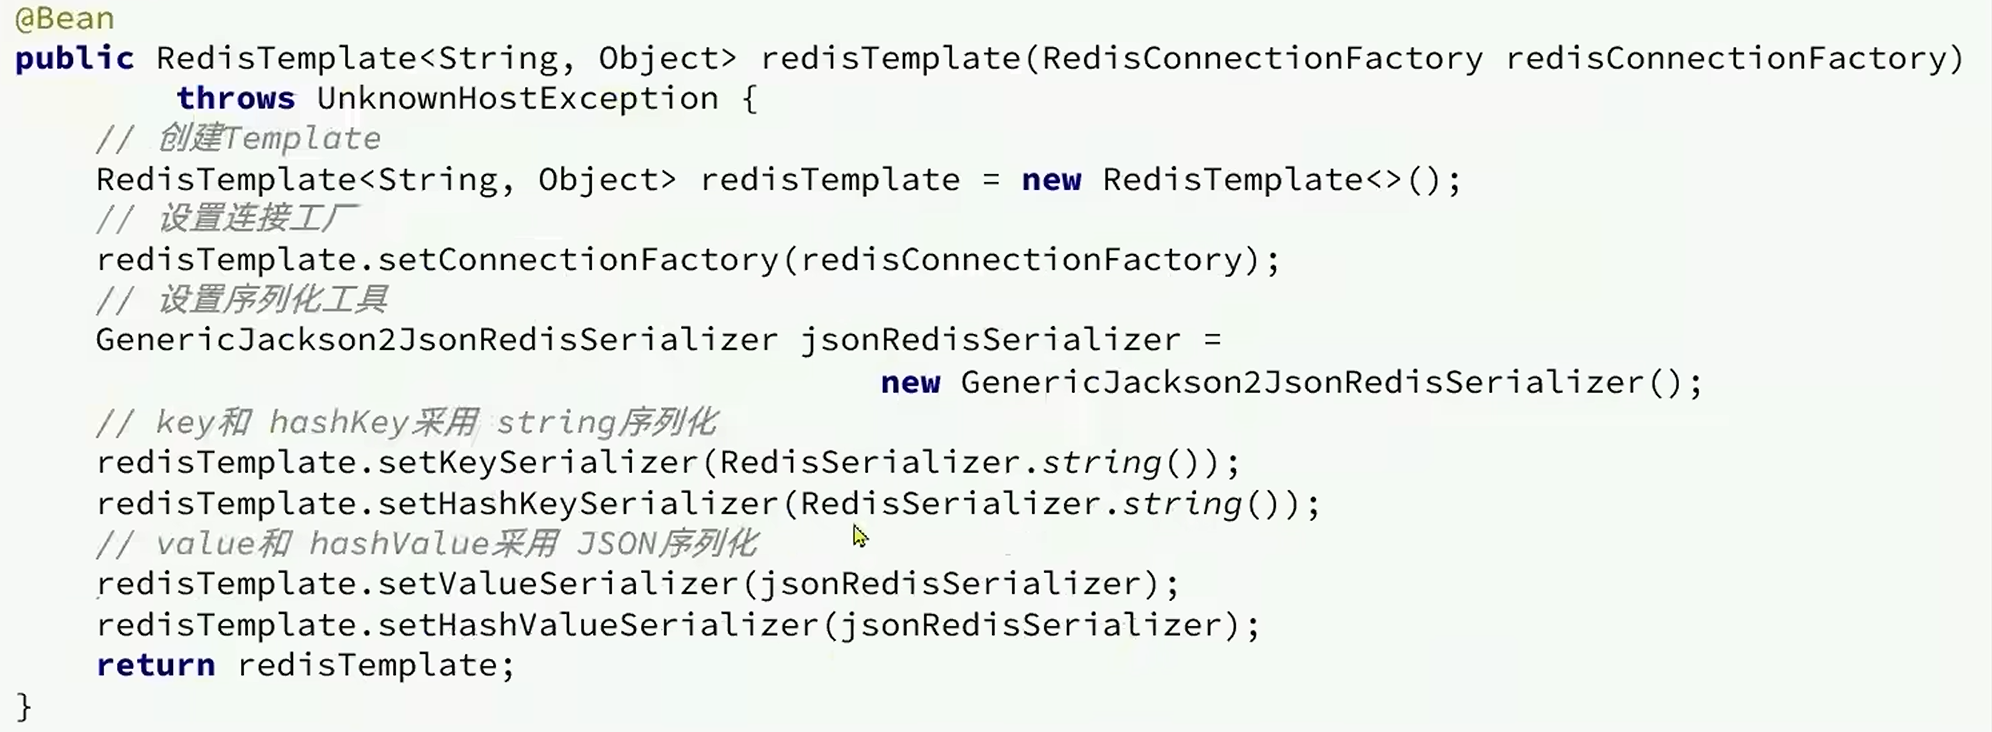 @Bean
public RedisTemplate<String, Object> redisTemplate(RedisConnectionFactory redisConnectionFactory)
        throws UnknownHostException {
    // 创建Template
    RedisTemplate<String, Object> redisTemplate = new RedisTemplate<>();
    // 设置连接工厂
    redisTemplate.setConnectionFactory(redisConnectionFactory);
    // 设置序列化工具
    GenericJackson2JsonRedisSerializer jsonRedisSerializer =
                                           new GenericJackson2JsonRedisSerializer();
    // key和 hashKey采用 string序列化
    redisTemplate.setKeySerializer(RedisSerializer.string());
    redisTemplate.setHashKeySerializer(RedisSerializer.string());
    // value和 hashValue采用 JSON序列化
    redisTemplate.setValueSerializer(jsonRedisSerializer);
    redisTemplate.setHashValueSerializer(jsonRedisSerializer);
    return redisTemplate;
}